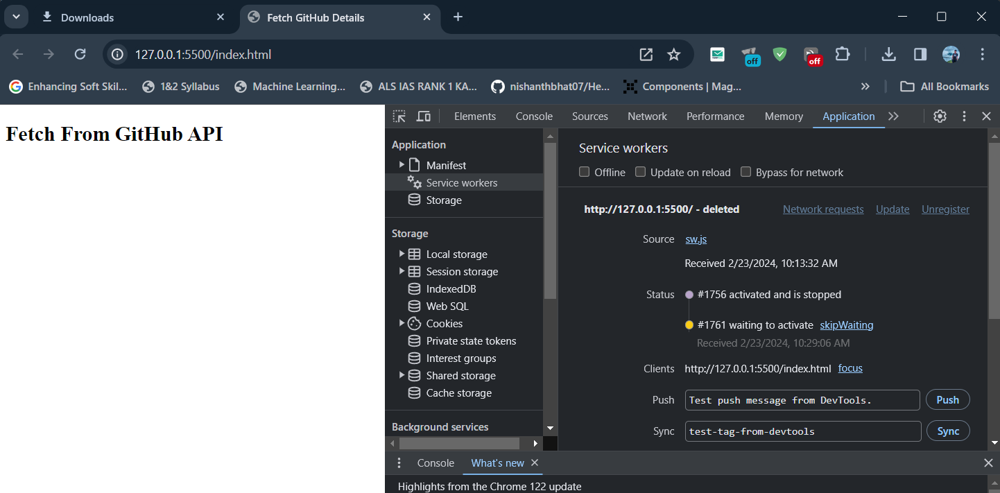 Downloads
Fetch GitHub Details
127.0.0.1:5500/index.html
off
off
Enhancing Soft Skil...
1&2 Syllabus
Machine Learning...
ALS IAS RANK 1 KA...
nishanthbhat07/He...
Components | Mag...
All Bookmarks
Fetch From GitHub API
Elements
Console
Sources
Network
Performance
Memory
Application
Application
Manifest
Service workers
Storage
Storage
Local storage
Session storage
IndexedDB
Web SQL
Cookies
Private state tokens
Interest groups
Shared storage
Cache storage
Background services
Service workers
Offline
Update on reload
Bypass for network
http://127.0.0.1:5500/ - deleted
Network requests
Update
Unregister
Source
sw.js
Received 2/23/2024, 10:13:32 AM
Status
#1756 activated and is stopped
#1761 waiting to activate skipWaiting
Received 2/23/2024, 10:29:06 AM
Clients
http://127.0.0.1:5500/index.html focus
Push
Test push message from DevTools.
Push
Sync
test-tag-from-devtools
Sync
Console
What's new
Highlights from the Chrome 122 update